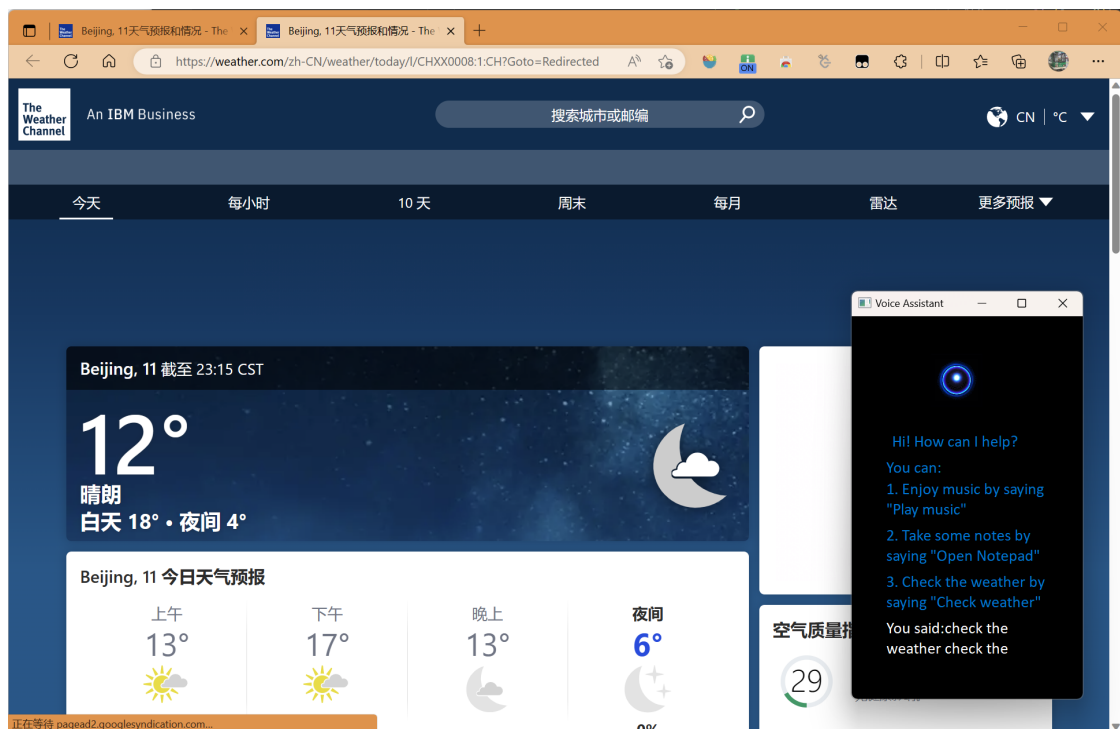 Beijing, 11天气预报和情况 - The
Beijing, 11天气预报和情况 - The
https://weather.com/zh-CN/weather/today/l/CHXX0008:1:CH?Goto=Redirected
ON
The
Weather
Channel
An IBM Business
搜索城市或邮编
CN
°C
今天
每小时
10 天
周末
每月
雷达
更多预报
Beijing, 11 截至 23:15 CST
12°
晴朗
白天 18° • 夜间 4°
Beijing, 11 今日天气预报
上午
下午
晚上
夜间
13°
17°
13°
6°
0%
空气质量
29
Voice Assistant
Hi! How can I help?
You can:
1. Enjoy music by saying
"Play music"
2. Take some notes by
saying "Open Notepad"
3. Check the weather by
saying "Check weather"
You said:check the
weather check the
正在等待 pagead2.googlesyndication.com...